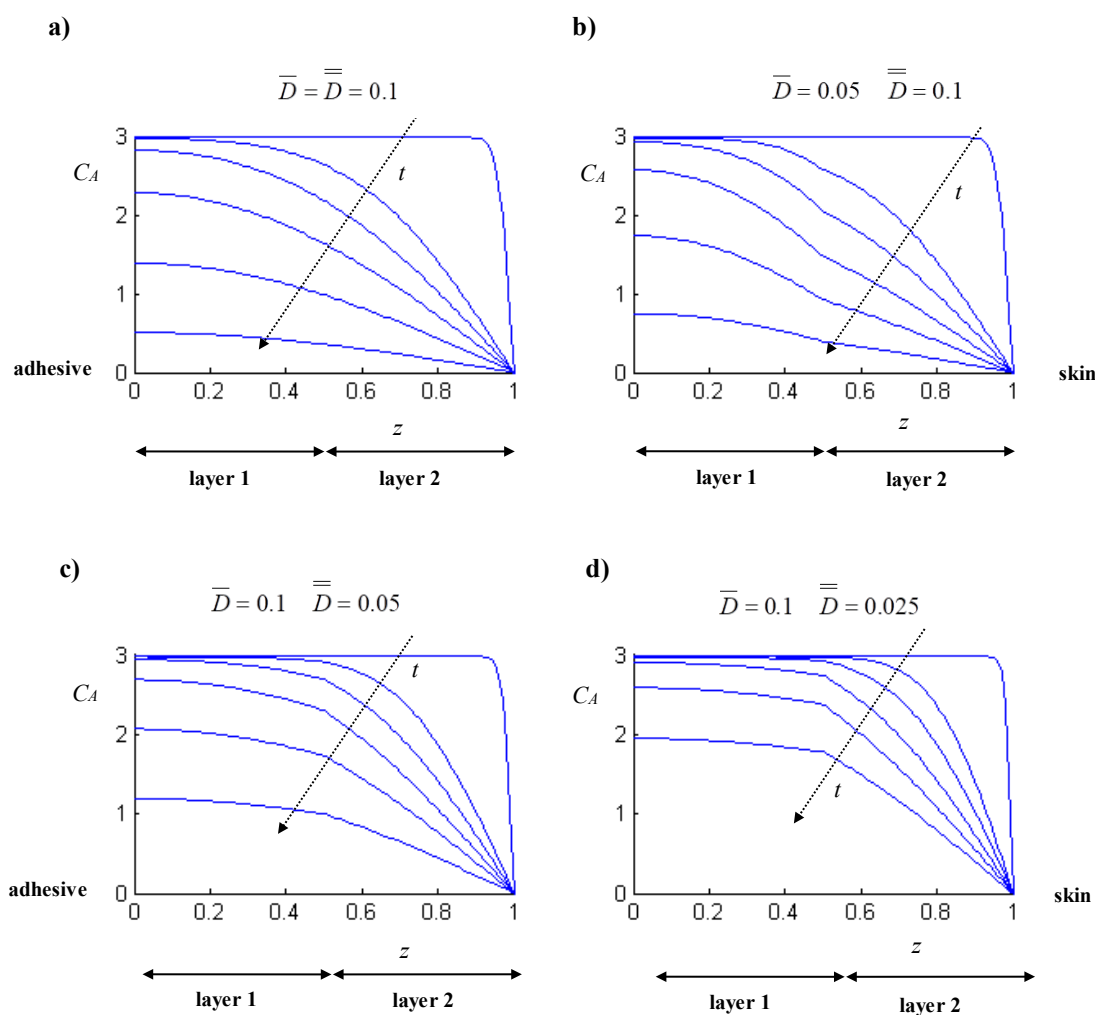 a)
D̅ = D̿ = 0.1
3
C_A
2
1
0
t
adhesive
0 0.2 0.4 0.6 0.8 1
z
layer 1 layer 2
b)
D̅ = 0.05 D̿ = 0.1
3
C_A
2
1
0
t
skin
0 0.2 0.4 0.6 0.8 1
z
layer 1 layer 2
c)
D̅ = 0.1 D̿ = 0.05
3
C_A
2
1
0
t
adhesive
0 0.2 0.4 0.6 0.8 1
z
layer 1 layer 2
d)
D̅ = 0.1 D̿ = 0.025
3
C_A
2
1
0
t
skin
0 0.2 0.4 0.6 0.8 1
z
layer 1 layer 2